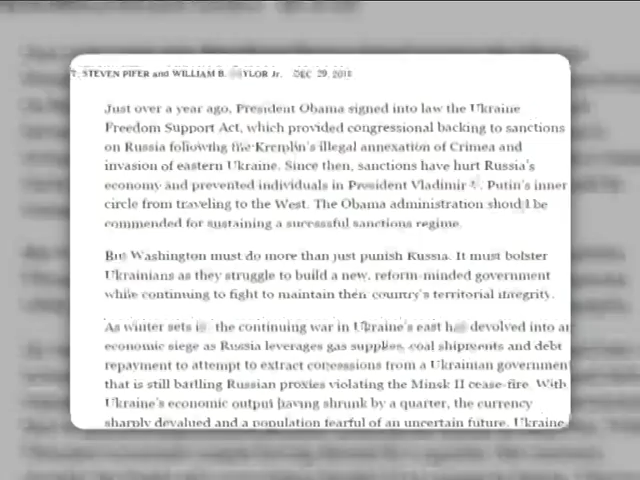 STEVEN PIFER and WILLIAM B. YLOR Jr. DEC 29, 201
Just over a year ago, President Obama signed into law the Ukraine
Freedom Support Act, which provided congressional backing to sanctions
on Russia following the Kremlin's illegal annexation of Crimea and
invasion of eastern Ukraine. Since then, sanctions have hurt Russia's
economy and prevented individuals in President Vladimir Putin's inner
circle from traveling to the West. The Obama administration should be
commended for sustaining a successful sanctions regime.
But Washington must do more than just punish Russia. It must bolster
Ukrainians as they struggle to build a new, reform-minded government
while continuing to fight to maintain their country's territorial integrity.
As winter sets the continuing war in Ukraine's east has devolved into an
economic siege as Russia leverages gas supplies, coal shipments and debt
repayment to attempt to extract concessions from a Ukrainian government
that is still battling Russian proxies violating the Minsk II cease-fire. With
Ukraine's economic output having shrunk by a quarter, the currency
sharply devalued and a population fearful of an uncertain future, Ukraine